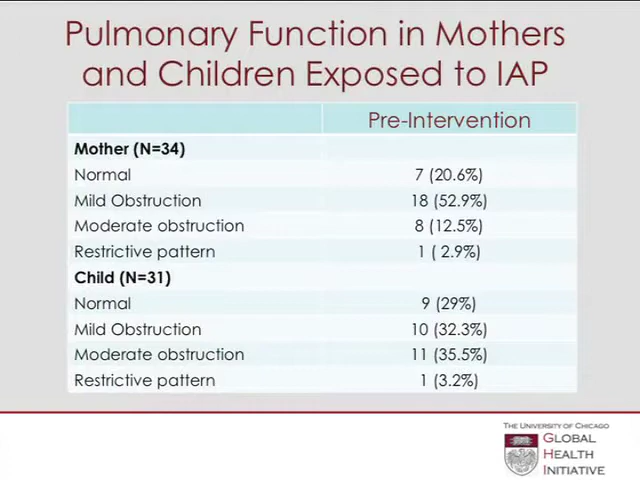 Pulmonary Function in Mothers
and Children Exposed to IAP
Pre-Intervention
Mother (N=34)
Normal 7 (20.6%)
Mild Obstruction 18 (52.9%)
Moderate obstruction 8 (12.5%)
Restrictive pattern 1 ( 2.9%)
Child (N=31)
Normal 9 (29%)
Mild Obstruction 10 (32.3%)
Moderate obstruction 11 (35.5%)
Restrictive pattern 1 (3.2%)
THE UNIVERSITY OF CHICAGO
GLOBAL
HEALTH
INITIATIVE